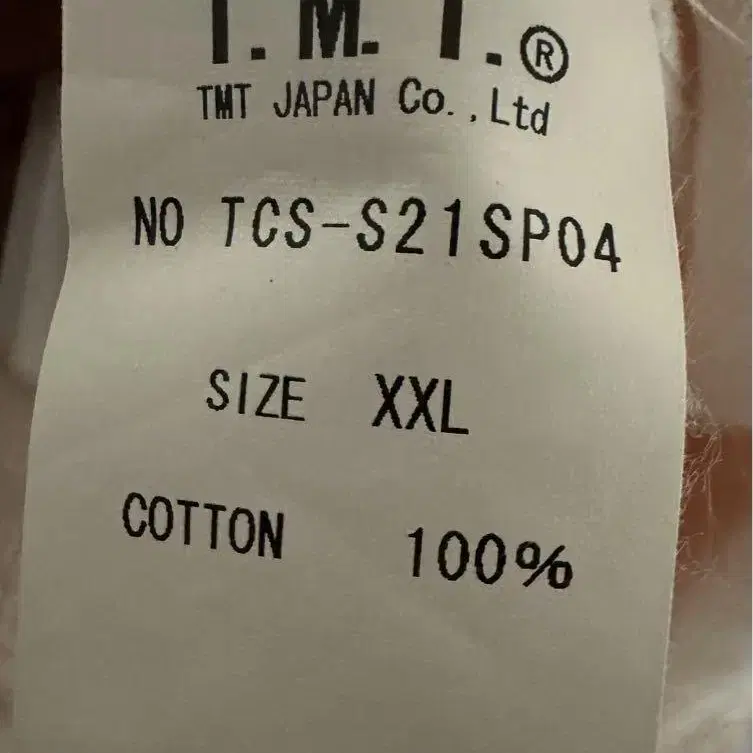 T.M.T.®
TMT JAPAN Co.,Ltd
NO TCS-S21SP04
SIZE XXL
COTTON 100%